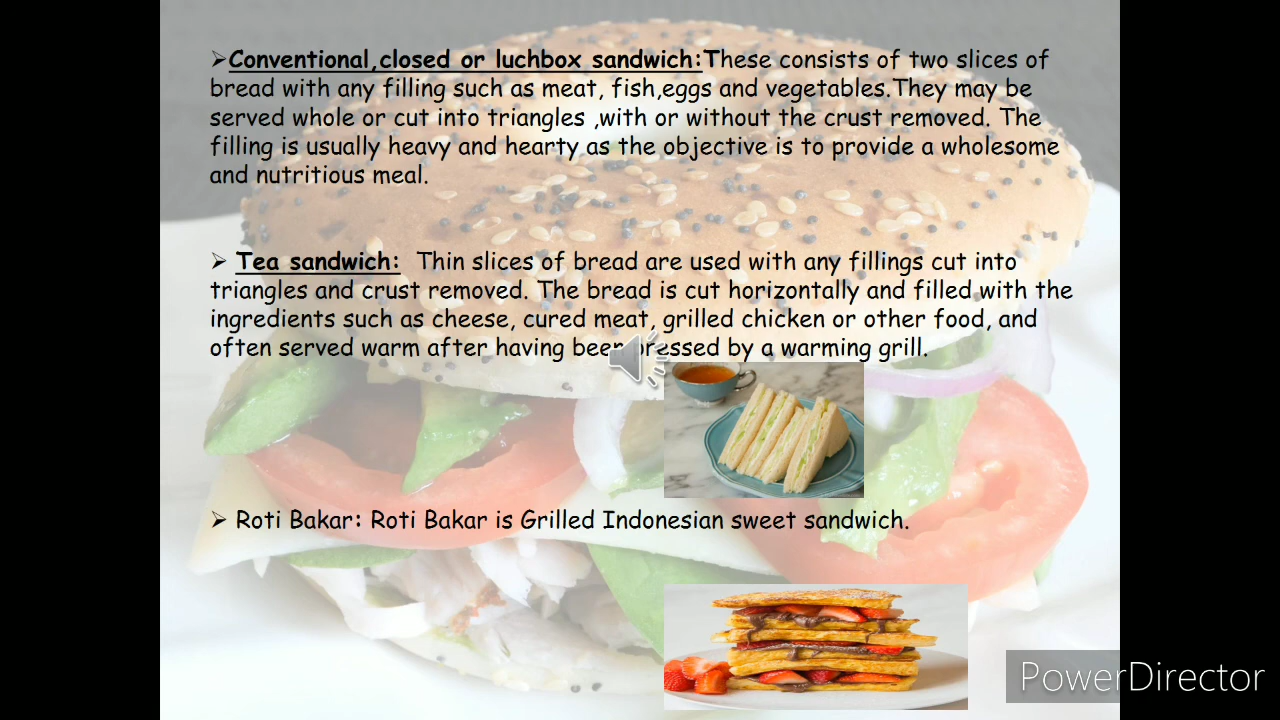 ➢Conventional,closed or luchbox sandwich:These consists of two slices of
bread with any filling such as meat, fish,eggs and vegetables.They may be
served whole or cut into triangles ,with or without the crust removed. The
filling is usually heavy and hearty as the objective is to provide a wholesome
and nutritious meal.
➢ Tea sandwich: Thin slices of bread are used with any fillings cut into
triangles and crust removed. The bread is cut horizontally and filled with the
ingredients such as cheese, cured meat, grilled chicken or other food, and
often served warm after having been pressed by a warming grill.
➢ Roti Bakar: Roti Bakar is Grilled Indonesian sweet sandwich.
PowerDirector